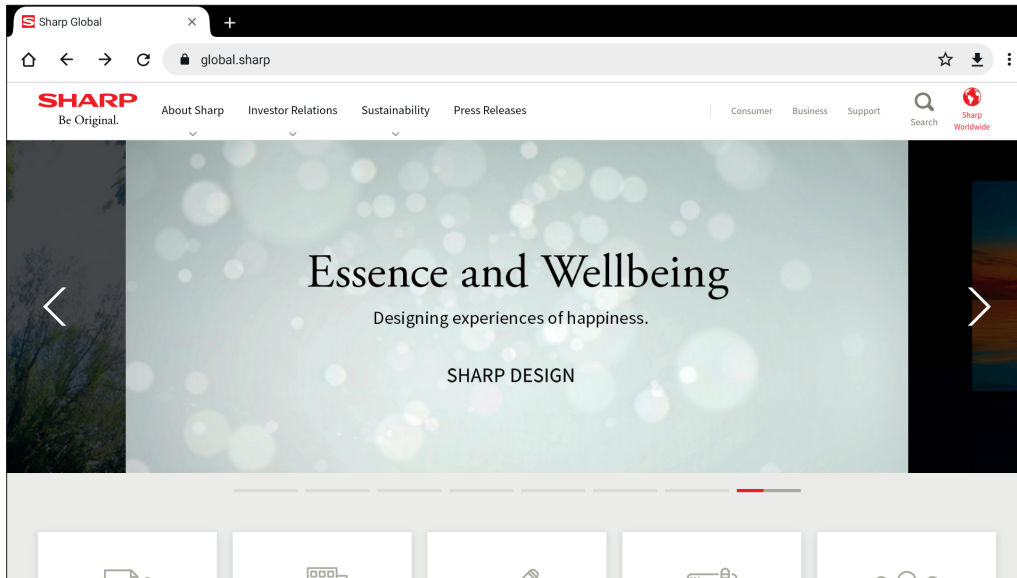 Sharp Global
global.sharp
SHARP
Be Original.
About Sharp
Investor Relations
Sustainability
Press Releases
Consumer
Business
Support
Search
Sharp
Worldwide
Essence and Wellbeing
Designing experiences of happiness.
SHARP DESIGN